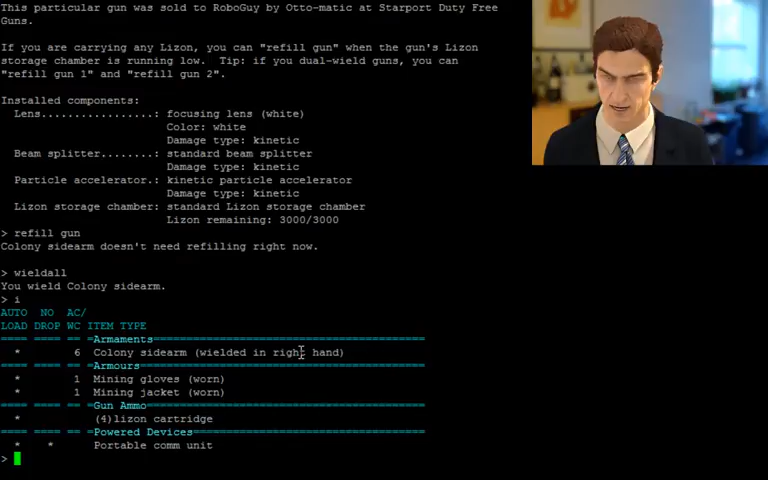 This particular gun was sold to RoboGuy by Otto-matic at Starport Duty Free
Guns.
If you are carrying any Lizon, you can "refill gun" when the gun's Lizon
storage chamber is running low.  Tip: if you dual-wield guns, you can
"refill gun 1" and "refill gun 2".
Installed components:
Lens.................: focusing lens (white)
Color: white
Damage type: kinetic
Beam splitter........: standard beam splitter
Damage type: kinetic
Particle accelerator.: kinetic particle accelerator
Damage type: kinetic
Lizon storage chamber: standard Lizon storage chamber
Lizon remaining: 3000/3000
> refill gun
Colony sidearm doesn't need refilling right now.
> wieldall
You wield Colony sidearm.
> i
AUTO  NO  AC/
LOAD DROP WC ITEM TYPE
==== ==== == =Armaments==========================================
*         6  Colony sidearm (wielded in right hand)
==== ==== == =Armours============================================
*         1  Mining gloves (worn)
*         1  Mining jacket (worn)
==== ==== == =Gun Ammo===========================================
*            (4)lizon cartridge
==== ==== == =Powered Devices====================================
*    *       Portable comm unit
>